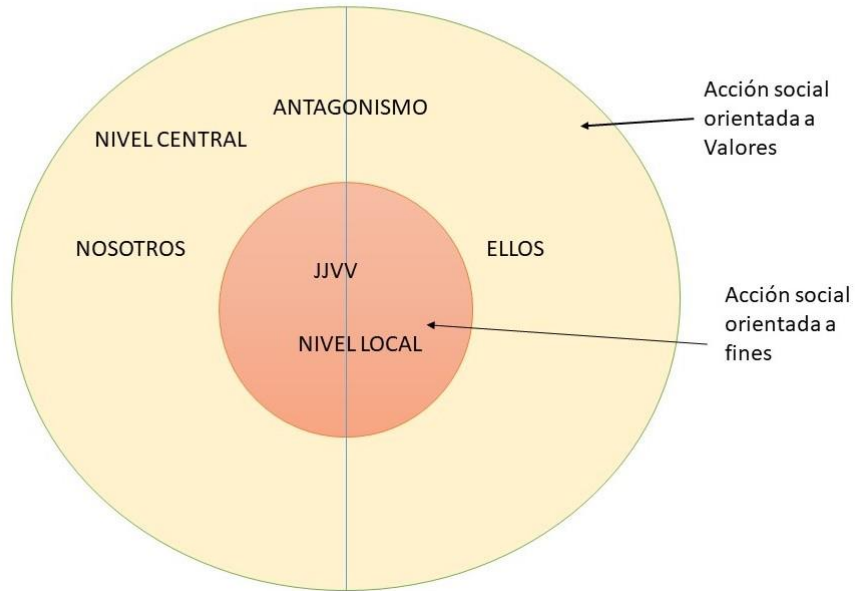 ANTAGONISMO
NIVEL CENTRAL
NOSOTROS
ELLOS
JJVV
NIVEL LOCAL
Acción social
orientada a
Valores
Acción social
orientada a
fines